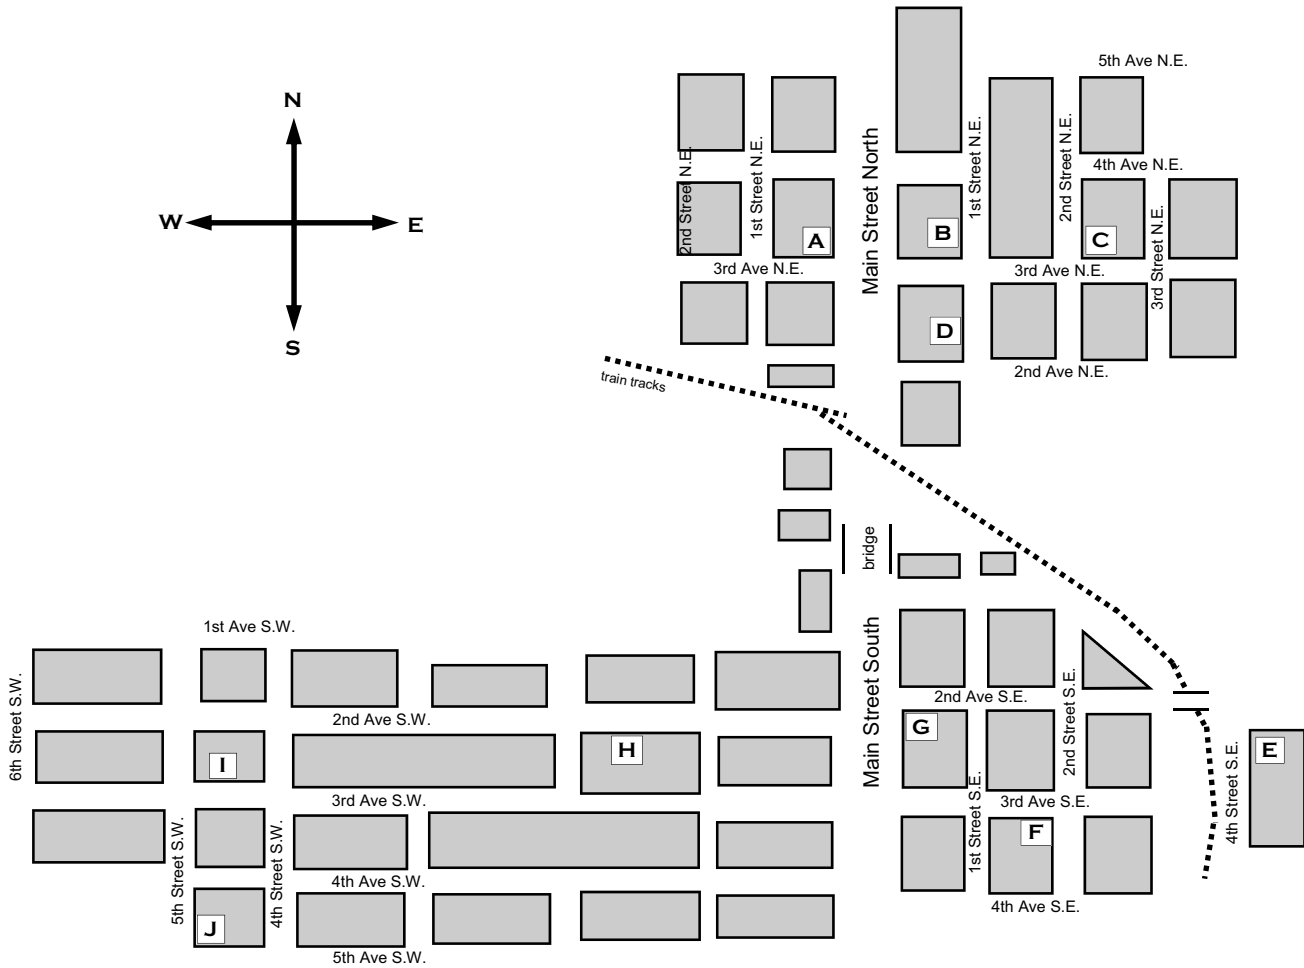 5th Ave N.E.
N
4th Ave N.E.
Main Street North
1st Street N.E.
2nd Street N.E.
1st Street N.E.
2nd Street N.E.
3rd Street N.E.
W
E
A
B
C
3rd Ave N.E.
3rd Ave N.E.
S
D
train tracks
2nd Ave N.E.
bridge
1st Ave S.W.
Main Street South
6th Street S.W.
2nd Ave S.W.
2nd Ave S.E.
2nd Street S.E.
G
H
I
E
4th Street S.E.
3rd Ave S.W.
3rd Ave S.E.
1st Street S.E.
F
5th Street S.W.
4th Street S.W.
4th Ave S.W.
4th Ave S.E.
J
5th Ave S.W.